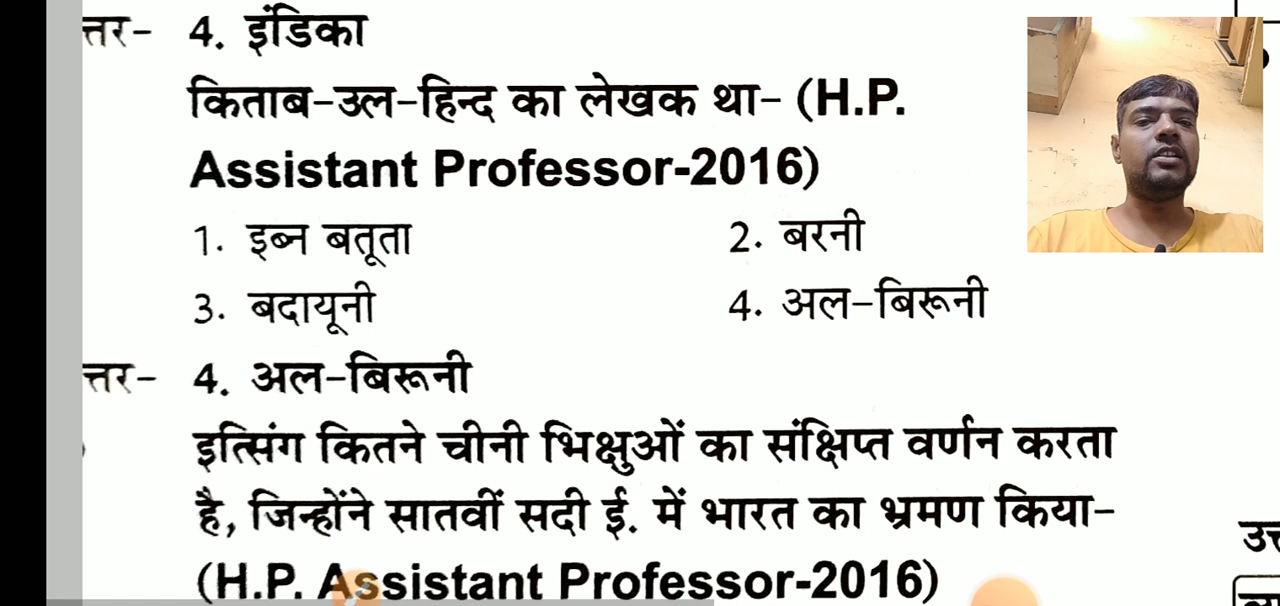 त्तर- 4. इंडिका
किताब-उल-हिन्द का लेखक था- (H.P.
Assistant Professor-2016)
1. इब्न बतूता 2. बरनी
3. बदायूनी 4. अल-बिरूनी
त्तर- 4. अल-बिरूनी
इत्सिंग कितने चीनी भिक्षुओं का संक्षिप्त वर्णन करता
है, जिन्होंने सातवीं सदी ई. में भारत का भ्रमण किया-
(H.P. Assistant Professor-2016)